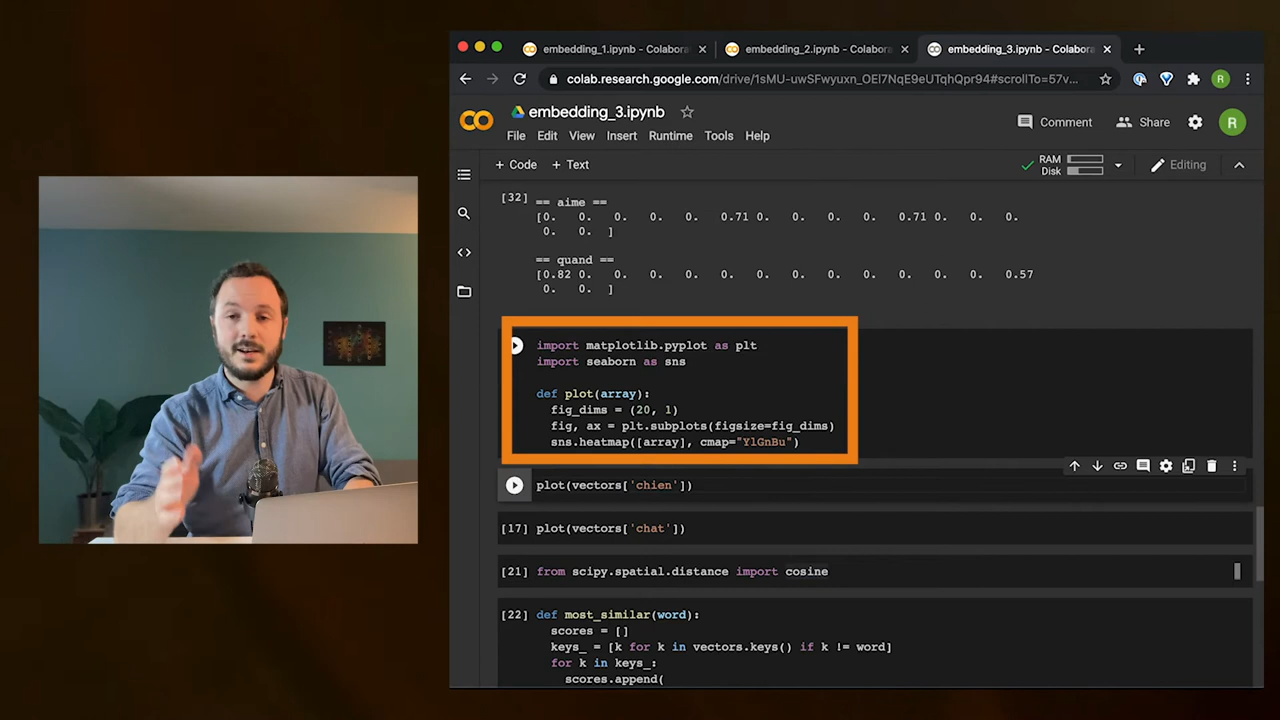 embedding_1.ipynb - Colabora
embedding_2.ipynb - Colabora
embedding_3.ipynb - Colabora
colab.research.google.com/drive/1sMU-uwSFwyuxn_OEI7NqE9eUTqhQpr94#scrollTo=57v...
R
embedding_3.ipynb
File Edit View Insert Runtime Tools Help
Comment
Share
R
+ Code + Text
RAM
Disk
Editing
[32]
== aime ==
[0. 0. 0. 0. 0. 0.71 0. 0. 0. 0. 0.71 0. 0. 0.
0. 0. ]
== quand ==
[0.82 0. 0. 0. 0. 0. 0. 0. 0. 0. 0. 0. 0. 0.57
0. 0. ]
import matplotlib.pyplot as plt
import seaborn as sns
def plot(array):
fig_dims = (20, 1)
fig, ax = plt.subplots(figsize=fig_dims)
sns.heatmap([array], cmap="YlGnBu")
plot(vectors['chien'])
[17] plot(vectors['chat'])
[21] from scipy.spatial.distance import cosine
[22] def most_similar(word):
scores = []
keys_ = [k for k in vectors.keys() if k != word]
for k in keys_:
scores.append(